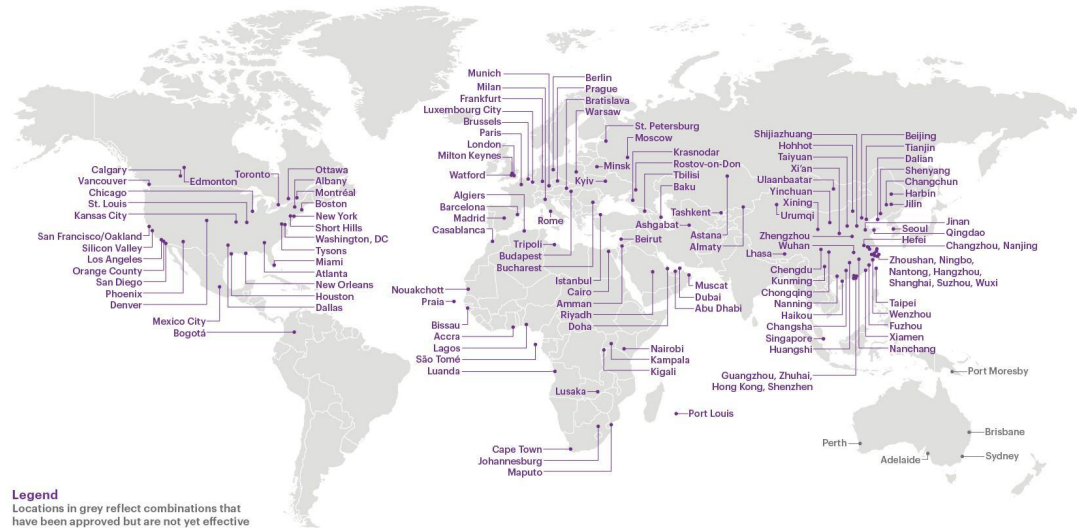 Calgary
Vancouver
Edmonton
Chicago
St. Louis
Kansas City
San Francisco/Oakland
Silicon Valley
Los Angeles
Orange County
San Diego
Phoenix
Denver
Mexico City
Bogotá
Toronto
Ottawa
Albany
Montréal
Boston
New York
Short Hills
Washington, DC
Tysons
Miami
Atlanta
New Orleans
Houston
Dallas
Munich
Milan
Frankfurt
Luxembourg City
Brussels
Paris
London
Milton Keynes
Watford
Algiers
Barcelona
Madrid
Casablanca
Berlin
Prague
Bratislava
Warsaw
St. Petersburg
Moscow
Minsk
Kyiv
Krasnodar
Rostov-on-Don
Tbilisi
Baku
Rome
Tripoli
Budapest
Bucharest
Tashkent
Ashgabat
Astana
Almaty
Beirut
Istanbul
Cairo
Amman
Riyadh
Doha
Muscat
Dubai
Abu Dhabi
Nouakchott
Praia
Bissau
Accra
Lagos
São Tomé
Luanda
Nairobi
Kampala
Kigali
Lusaka
Port Louis
Cape Town
Johannesburg
Maputo
Shijiazhuang
Hohhot
Taiyuan
Xi'an
Ulaanbaatar
Yinchuan
Xining
Urumqi
Zhengzhou
Wuhan
Lhasa
Chengdu
Kunming
Chongqing
Nanning
Haikou
Changsha
Singapore
Huangshi
Guangzhou, Zhuhai,
Hong Kong, Shenzhen
Beijing
Tianjin
Dalian
Shenyang
Changchun
Harbin
Jilin
Jinan
Seoul
Qingdao
Hefei
Changzhou, Nanjing
Zhoushan, Ningbo,
Nantong, Hangzhou,
Shanghai, Suzhou, Wuxi
Taipei
Wenzhou
Fuzhou
Xiamen
Nanchang
Port Moresby
Perth
Adelaide
Brisbane
Sydney
Legend
Locations in grey reflect combinations that
have been approved but are not yet effective